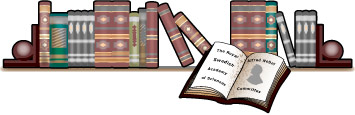 The Royal
Swedish
Academy
of Sciences
Alfred Nobel
Committee